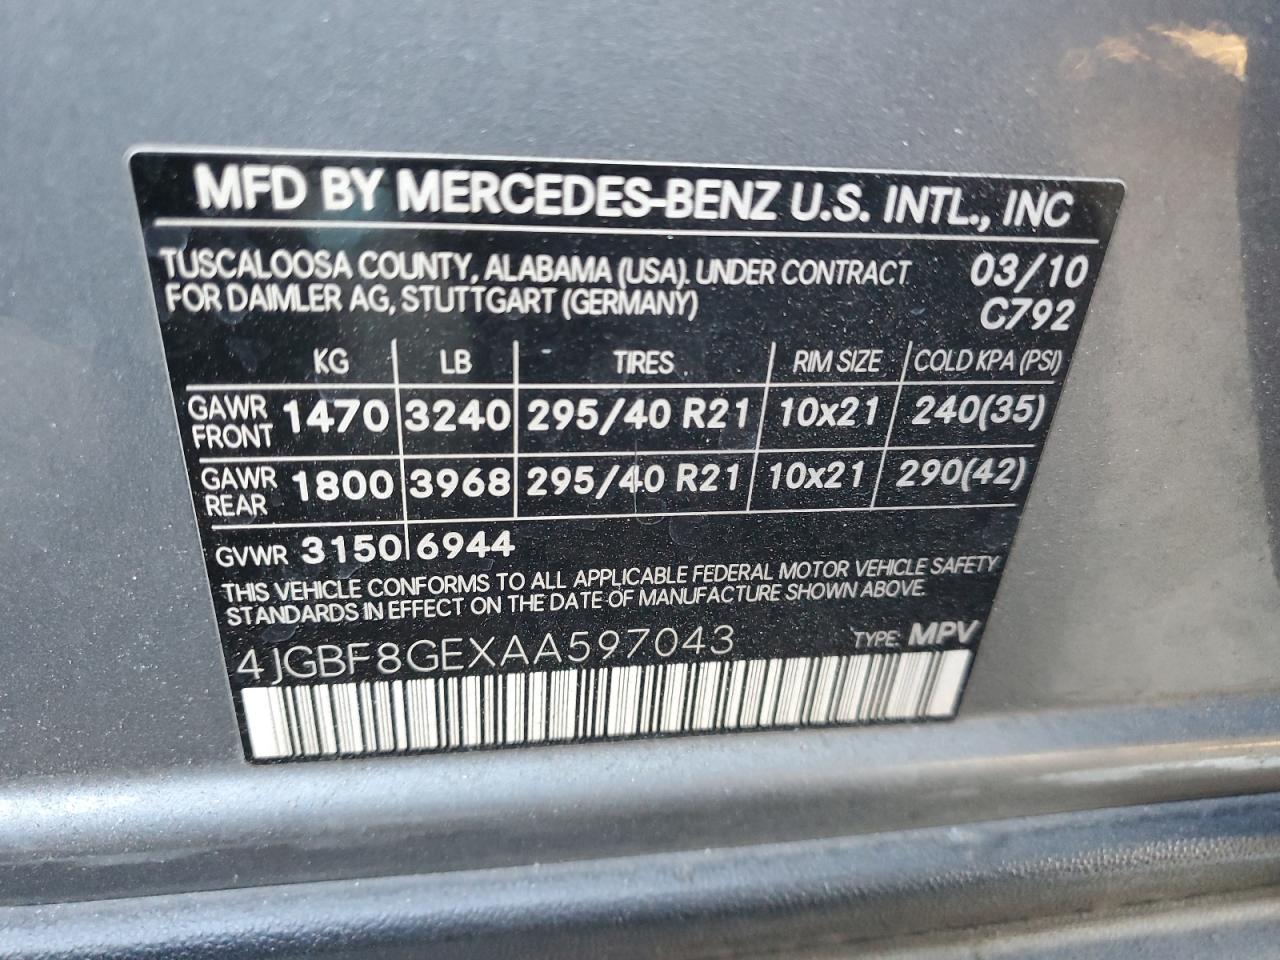 MFD BY MERCEDES-BENZ U.S. INTL., INC
TUSCALOOSA COUNTY, ALABAMA (USA). UNDER CONTRACT 03/10
FOR DAIMLER AG, STUTTGART (GERMANY) C792
KG LB TIRES RIM SIZE COLD KPA (PSI)
GAWR FRONT 1470 3240 295/40 R21 10x21 240(35)
GAWR REAR 1800 3968 295/40 R21 10x21 290(42)
GVWR 3150 6944
THIS VEHICLE CONFORMS TO ALL APPLICABLE FEDERAL MOTOR VEHICLE SAFETY
STANDARDS IN EFFECT ON THE DATE OF MANUFACTURE SHOWN ABOVE.
4JGBF8GEXAA597043 TYPE: MPV